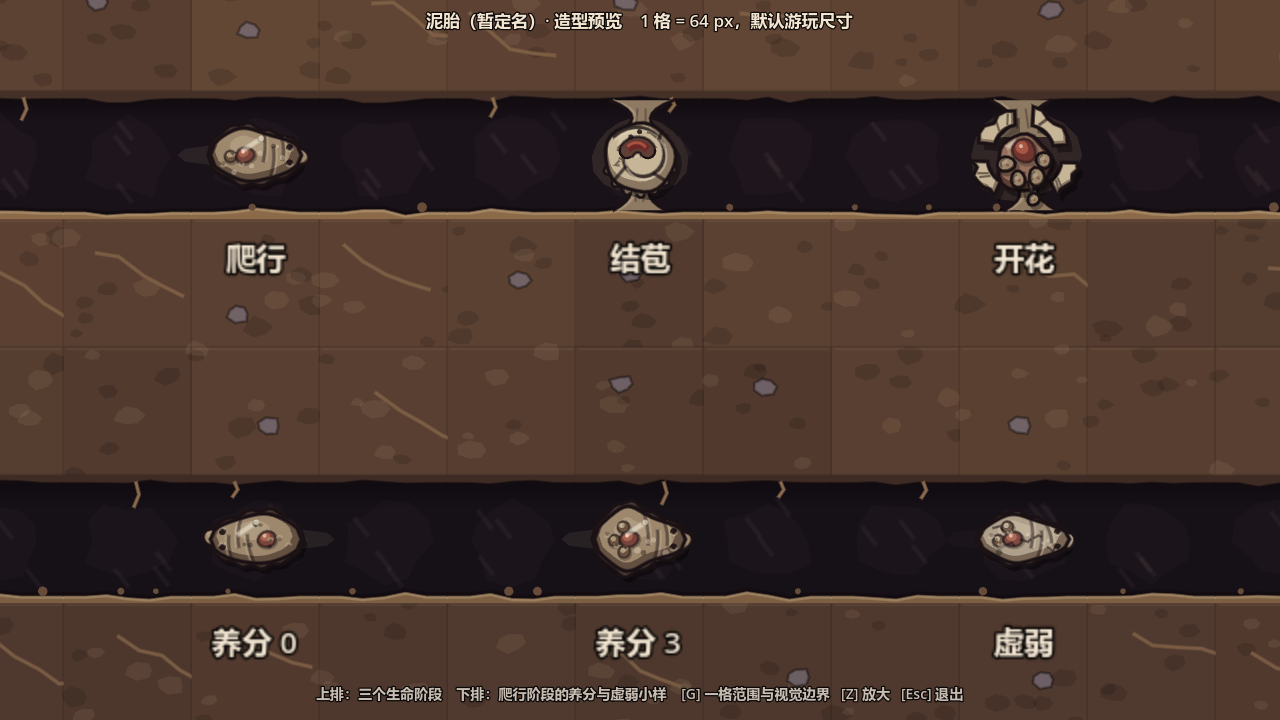 泥胎（暂定名）· 造型预览　1 格 = 64 px，默认游玩尺寸
爬行
结苞
开花
养分 0
养分 3
虚弱
上排：三个生命阶段　下排：爬行阶段的养分与虚弱小样　[G] 一格范围与视觉边界　[Z] 放大　[Esc] 退出